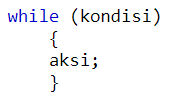 while (kondisi)
{
aksi;
}